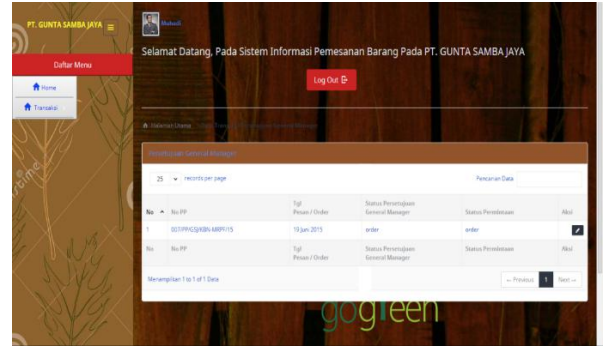 PT. GUNTA SAMBA JAYA
Daftar Menu
Home
Transaksi
Selamat Datang, Pada Sistem Informasi Pemesanan Barang Pada PT. GUNTA SAMBA JAYA
Log Out
Halaman Utama
Persetujuan General Manager
25 records per page
Pencarian Data
No No PP Tgl Pesan / Order Status Persetujuan General Manager Status Permintaan Aksi
1 19 Juni 2015 order order
No No PP Tgl Pesan / Order Status Persetujuan General Manager Status Permintaan Aksi
Menampilkan 1 to 1 of 1 Data
← Previous 1 Next →
gogreen